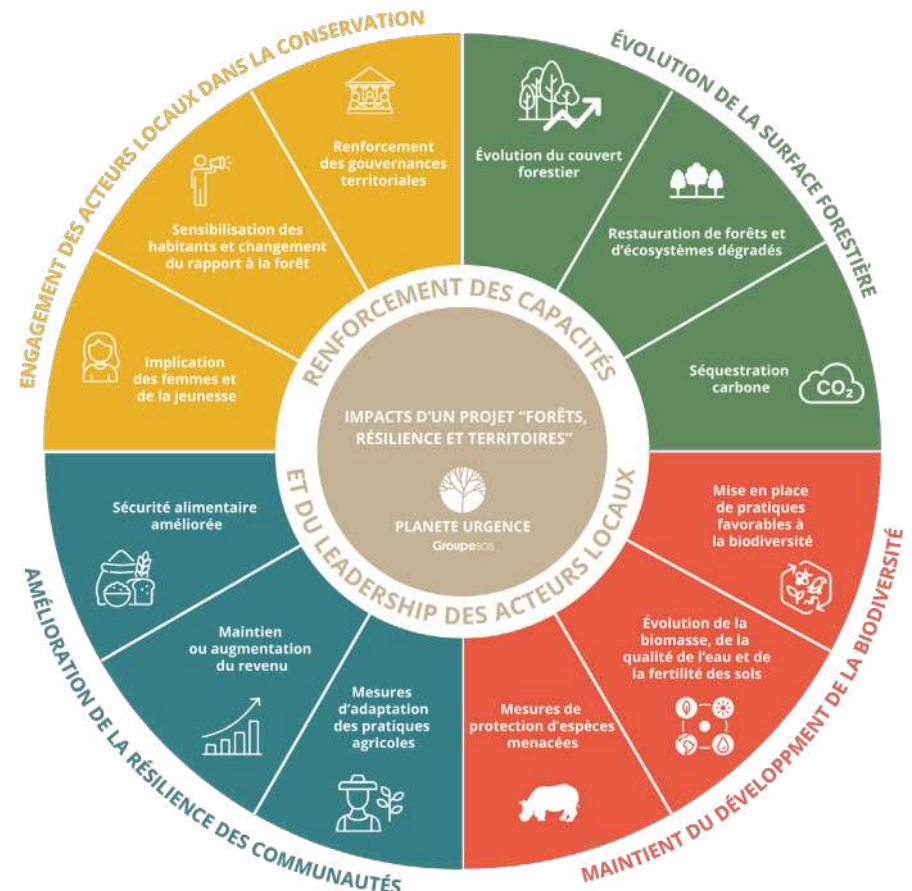 ENGAGEMENT DES ACTEURS LOCAUX DANS LA CONSERVATION
Renforcement
des gouvernances
territoriales
Sensibilisation des
habitants et changement
du rapport à la forêt
Implication
des femmes et
de la jeunesse
ÉVOLUTION DE LA SURFACE FORESTIÈRE
Évolution du couvert
forestier
Restauration de forêts et
d'écosystèmes dégradés
Séquestration
carbone
CO₂
RENFORCEMENT DES CAPACITÉS
ET DU LEADERSHIP DES ACTEURS LOCAUX
IMPACTS D'UN PROJET "FORÊTS,
RÉSILIENCE ET TERRITOIRES"
PLANETE URGENCE
Groupesos
Sécurité alimentaire
améliorée
Maintien
ou augmentation
du revenu
Mesures
d'adaptation
des pratiques
agricoles
AMÉLIORATION DE LA RÉSILIENCE DES COMMUNAUTÉS
Mise en place
de pratiques
favorables à
la biodiversité
Évolution de la
biomasse, de la
qualité de l'eau et de
la fertilité des sols
Mesures de
protection d'espèces
menacées
MAINTIENT DU DÉVELOPPMENT DE LA BIODIVERSITÉ